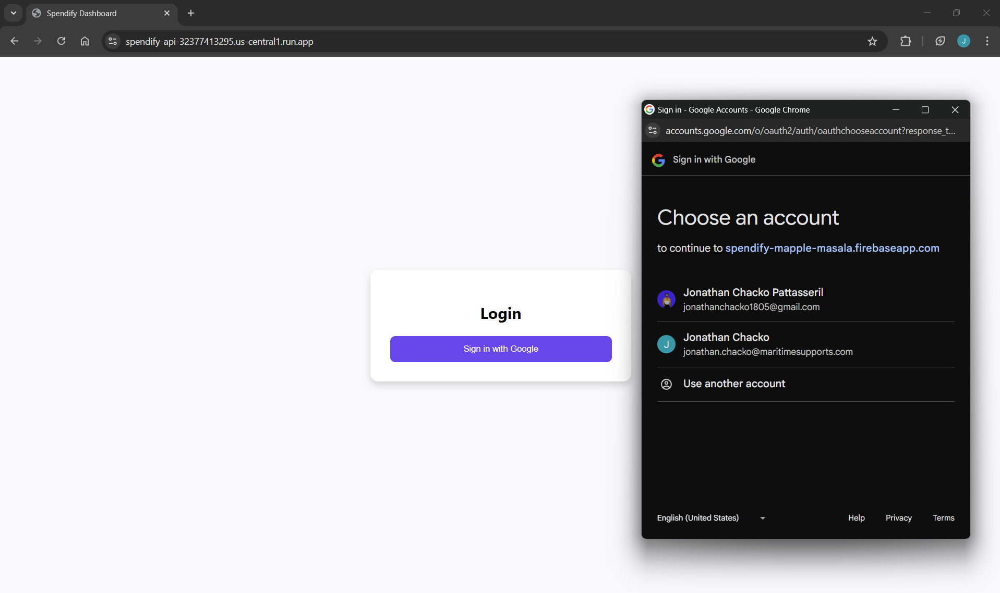 Spendify Dashboard
spendify-api-32377413295.us-central1.run.app
J
Login
Sign in with Google
Sign in - Google Accounts - Google Chrome
accounts.google.com/o/oauth2/auth/oauthchooseaccount?response_t...
Sign in with Google
Choose an account
to continue to spendify-mapple-masala.firebaseapp.com
Jonathan Chacko Pattasseril
jonathanchacko1805@gmail.com
J
Jonathan Chacko
jonathan.chacko@maritimesupports.com
Use another account
English (United States)
Help
Privacy
Terms